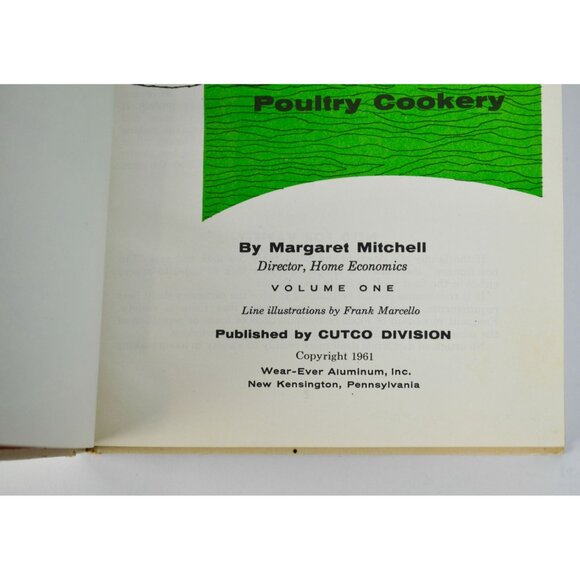 Poultry Cookery
By Margaret Mitchell
Director, Home Economics
VOLUME ONE
Line illustrations by Frank Marcello
Published by CUTCO DIVISION
Copyright 1961
Wear-Ever Aluminum, Inc.
New Kensington, Pennsylvania